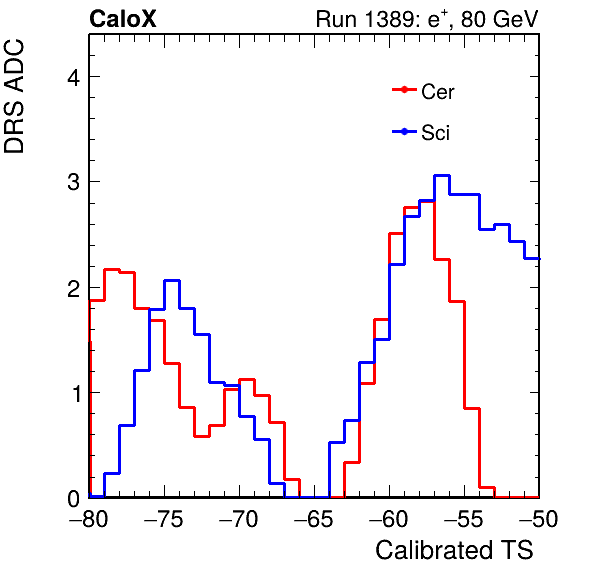 CaloX Run 1389: e⁺, 80 GeV
DRS ADC
Cer
Sci
4
3
2
1
0
−80 −75 −70 −65 −60 −55 −50
Calibrated TS